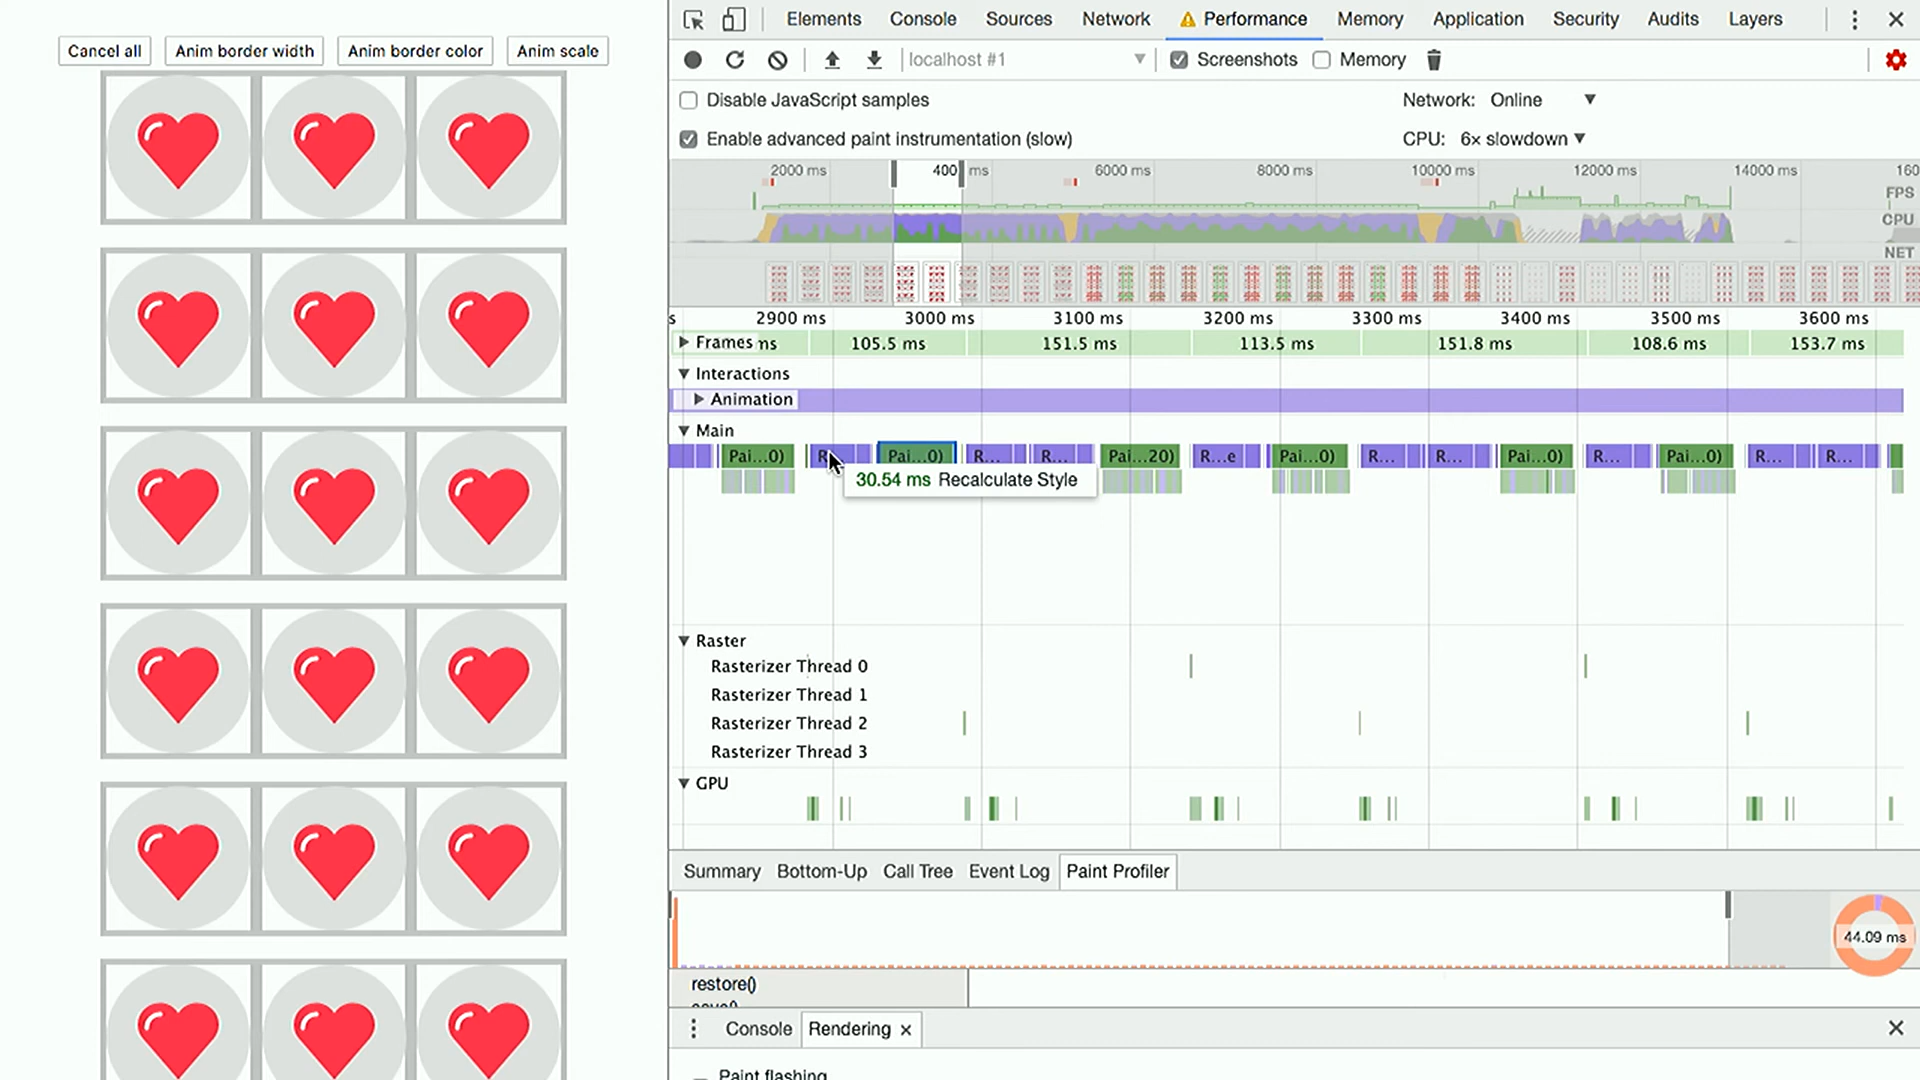 Cancel all
Anim border width
Anim border color
Anim scale
Elements Console Sources Network Performance Memory Application Security Audits Layers
localhost #1
Screenshots
Memory
Disable JavaScript samples
Network: Online
Enable advanced paint instrumentation (slow)
CPU: 6× slowdown
2000 ms 400 ms 6000 ms 8000 ms 10000 ms 12000 ms 14000 ms 160
FPS
CPU
NET
s 2900 ms 3000 ms 3100 ms 3200 ms 3300 ms 3400 ms 3500 ms 3600 ms
Frames ms 105.5 ms 151.5 ms 113.5 ms 151.8 ms 108.6 ms 153.7 ms
Interactions
Animation
Main
Pai...0) R Pai...0) R... R... Pai...20) R...e Pai...0) R... R... Pai...0) R... Pai...0) R... R...
30.54 ms Recalculate Style
Raster
Rasterizer Thread 0
Rasterizer Thread 1
Rasterizer Thread 2
Rasterizer Thread 3
GPU
Summary Bottom-Up Call Tree Event Log Paint Profiler
44.09 ms
restore()
save()
Console Rendering
Paint flashing